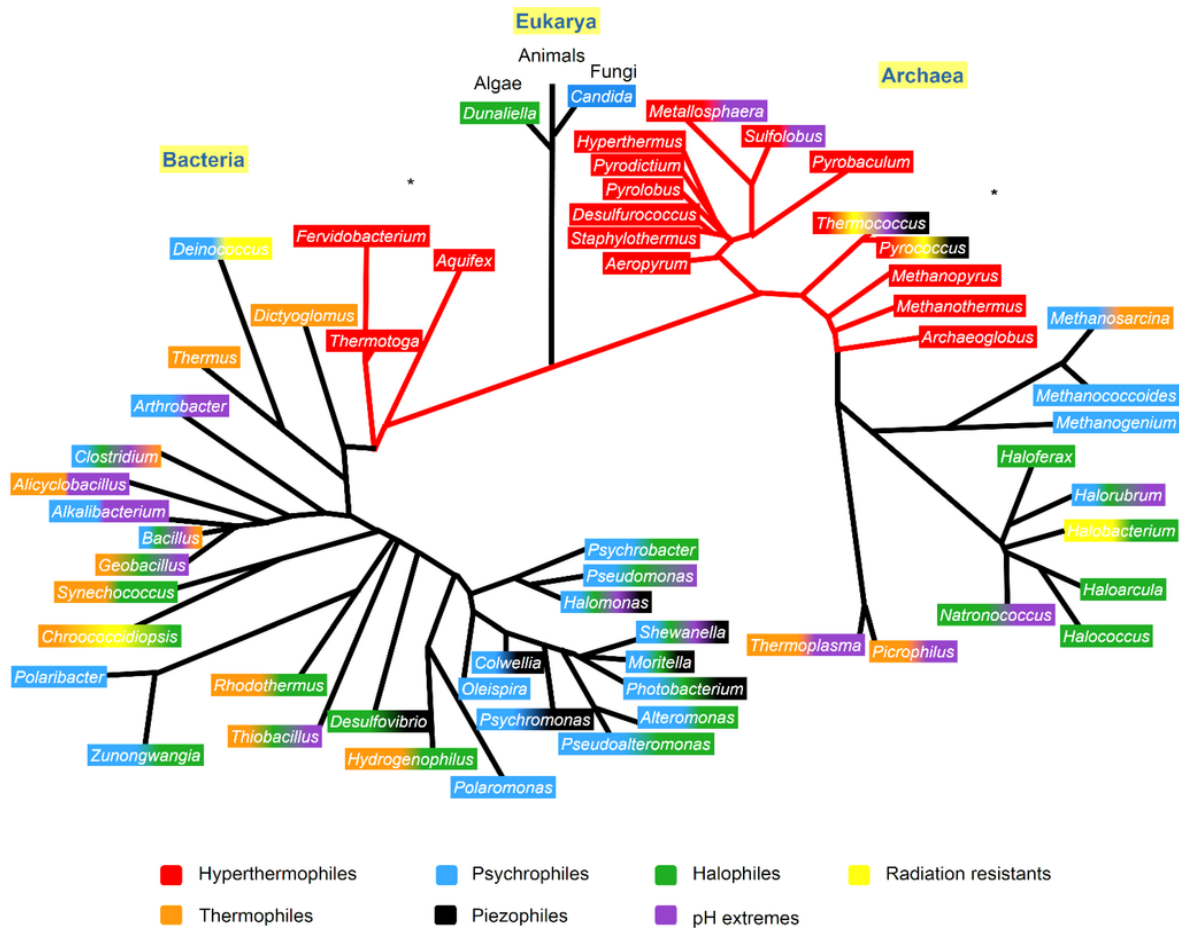 Eukarya
Animals
Algae
Fungi
Archaea
Dunaliella
Candida
Metallosphaera
Sulfolobus
Hyperthermus
Bacteria
Pyrodictium
Pyrobaculum
*
Pyrolobus
*
Desulfurococcus
Thermococcus
Fervidobacterium
Staphylothermus
Deinococcus
Pyrococcus
Aquifex
Aeropyrum
Methanopyrus
Methanothermus
Dictyoglomus
Methanosarcina
Thermotoga
Archaeoglobus
Thermus
Methanococcoides
Arthrobacter
Methanogenium
Clostridium
Haloferax
Alicyclobacillus
Halorubrum
Alkalibacterium
Halobacterium
Bacillus
Psychrobacter
Geobacillus
Pseudomonas
Synechococcus
Haloarcula
Halomonas
Natronococcus
Chroococcidiopsis
Shewanella
Halococcus
Thermoplasma
Picrophilus
Colwellia
Moritella
Polaribacter
Rhodothermus
Oleispira
Photobacterium
Desulfovibrio
Psychromonas
Alteromonas
Thiobacillus
Pseudoalteromonas
Zunongwangia
Hydrogenophilus
Polaromonas
Hyperthermophiles
Psychrophiles
Halophiles
Radiation resistants
Thermophiles
Piezophiles
pH extremes